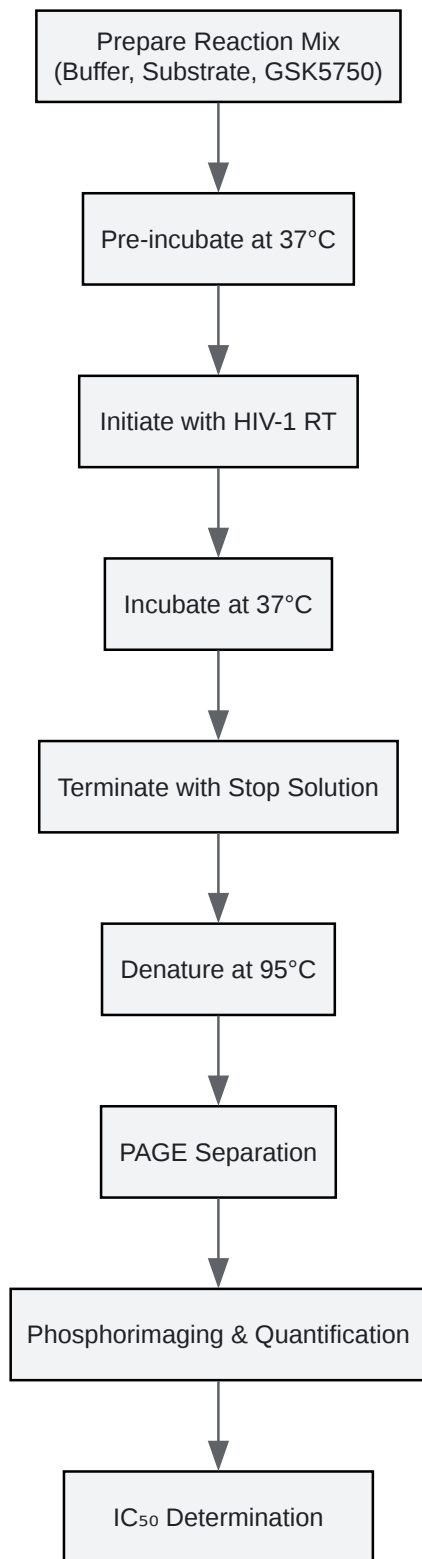 Prepare Reaction Mix
(Buffer, Substrate, GSK5750)
Pre-incubate at 37°C
Initiate with HIV-1 RT
Incubate at 37°C
Terminate with Stop Solution
Denature at 95°C
PAGE Separation
Phosphorimaging & Quantification
IC₅₀ Determination